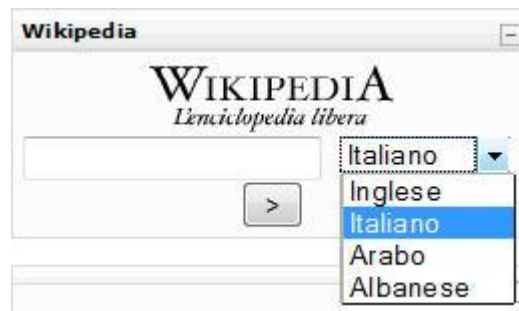 Wikipedia
WIKIPEDIA
L'enciclopedia libera
Italiano
>
Inglese
Italiano
Arabo
Albanese